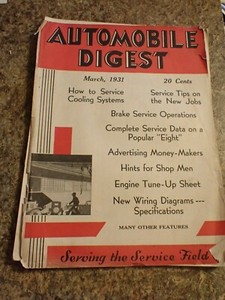 AUTOMOBILE
DIGEST
March, 1931 20 Cents
How to Service Service Tips on
Cooling Systems the New Jobs
Brake Service Operations
Complete Service Data on a
Popular "Eight"
Advertising Money-Makers
Hints for Shop Men
Engine Tune-Up Sheet
New Wiring Diagrams—
Specifications
MANY OTHER FEATURES
Serving the Service Field